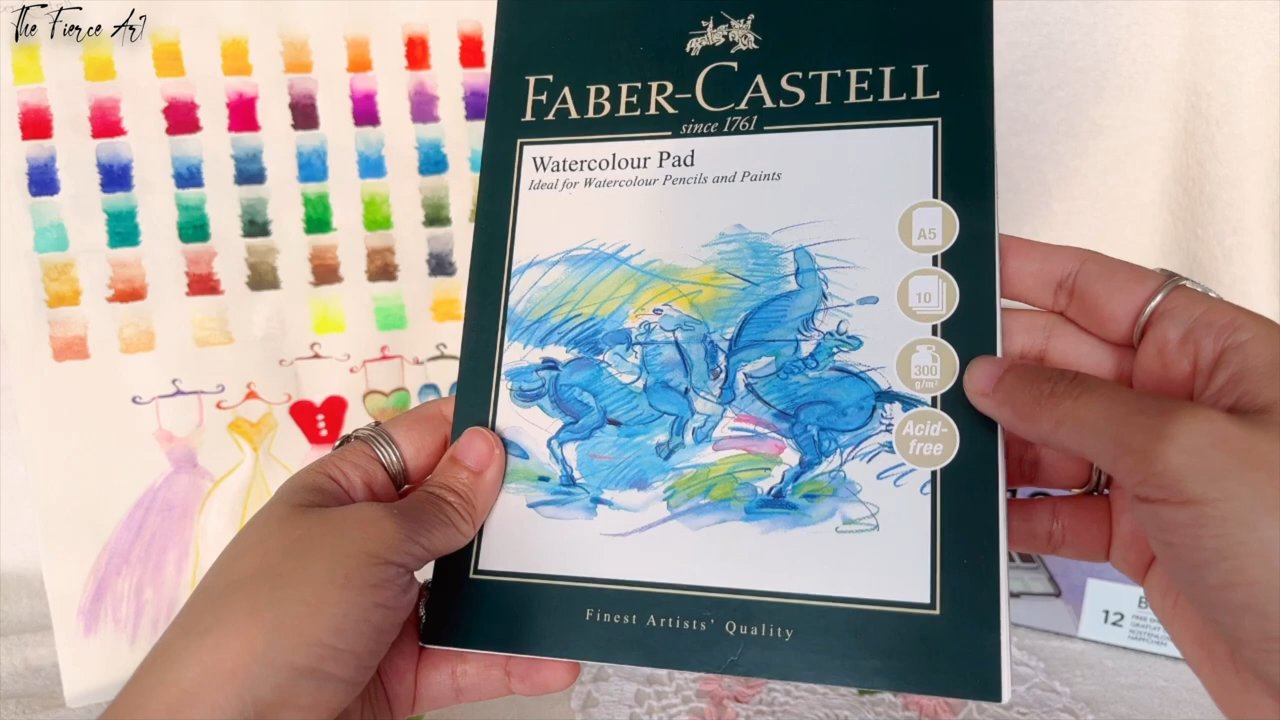 The Fierce Art
FABER-CASTELL
since 1761
Watercolour Pad
Ideal for Watercolour Pencils and Paints
A5
10
300
g/m²
Acid-
free
Finest Artists' Quality
12